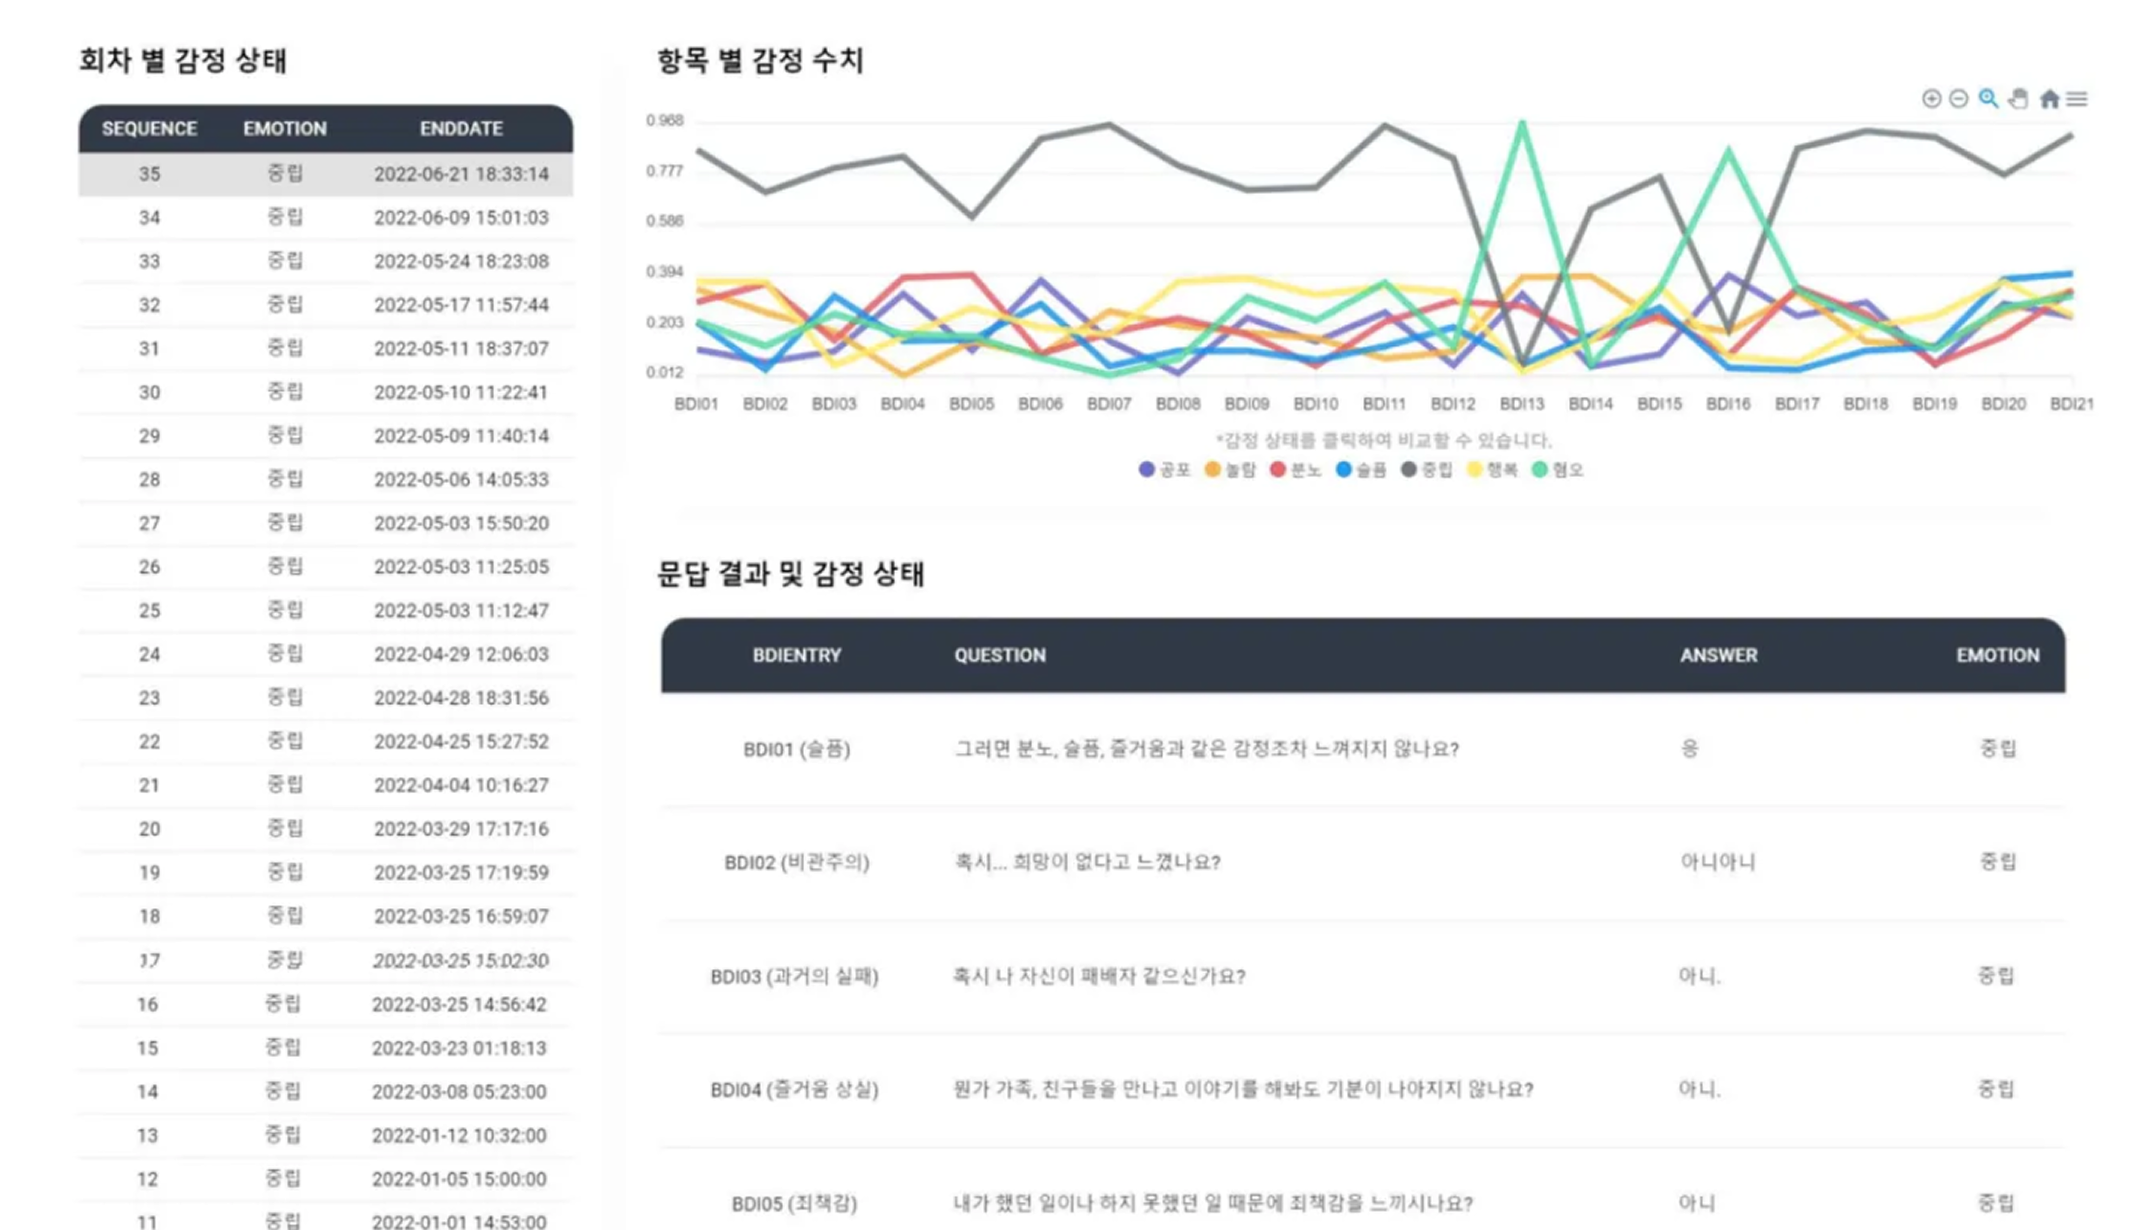 회차 별 감정 상태
SEQUENCE EMOTION ENDDATE
35 중립 2022-06-21 18:33:14
34 중립 2022-06-09 15:01:03
33 중립 2022-05-24 18:23:08
32 중립 2022-05-17 11:57:44
31 중립 2022-05-11 18:37:07
30 중립 2022-05-10 11:22:41
29 중립 2022-05-09 11:40:14
28 중립 2022-05-06 14:05:33
27 중립 2022-05-03 15:50:20
26 중립 2022-05-03 11:25:05
25 중립 2022-05-03 11:12:47
24 중립 2022-04-29 12:06:03
23 중립 2022-04-28 18:31:56
22 중립 2022-04-25 15:27:52
21 중립 2022-04-04 10:16:27
20 중립 2022-03-29 17:17:16
19 중립 2022-03-25 17:19:59
18 중립 2022-03-25 16:59:07
17 중립 2022-03-25 15:02:30
16 중립 2022-03-25 14:56:42
15 중립 2022-03-23 01:18:13
14 중립 2022-03-08 05:23:00
13 중립 2022-01-12 10:32:00
12 중립 2022-01-05 15:00:00
11 중립 2022-01-01 14:53:00
항목 별 감정 수치
0.968
0.777
0.586
0.394
0.203
0.012
BDI01 BDI02 BDI03 BDI04 BDI05 BDI06 BDI07 BDI08 BDI09 BDI10 BDI11 BDI12 BDI13 BDI14 BDI15 BDI16 BDI17 BDI18 BDI19 BDI20 BDI21
*감정 상태를 클릭하여 비교할 수 있습니다.
공포 놀람 분노 슬픔 중립 행복 혐오
문답 결과 및 감정 상태
BDIENTRY QUESTION ANSWER EMOTION
BDI01 (슬픔) 그러면 분노, 슬픔, 즐거움과 같은 감정조차 느껴지지 않나요? 응 중립
BDI02 (비관주의) 혹시... 희망이 없다고 느꼈나요? 아니아니 중립
BDI03 (과거의 실패) 혹시 나 자신이 패배자 같으신가요? 아니. 중립
BDI04 (즐거움 상실) 뭔가 가족, 친구들을 만나고 이야기를 해봐도 기분이 나아지지 않나요? 아니. 중립
BDI05 (죄책감) 내가 했던 일이나 하지 못했던 일 때문에 죄책감을 느끼시나요? 아니 중립